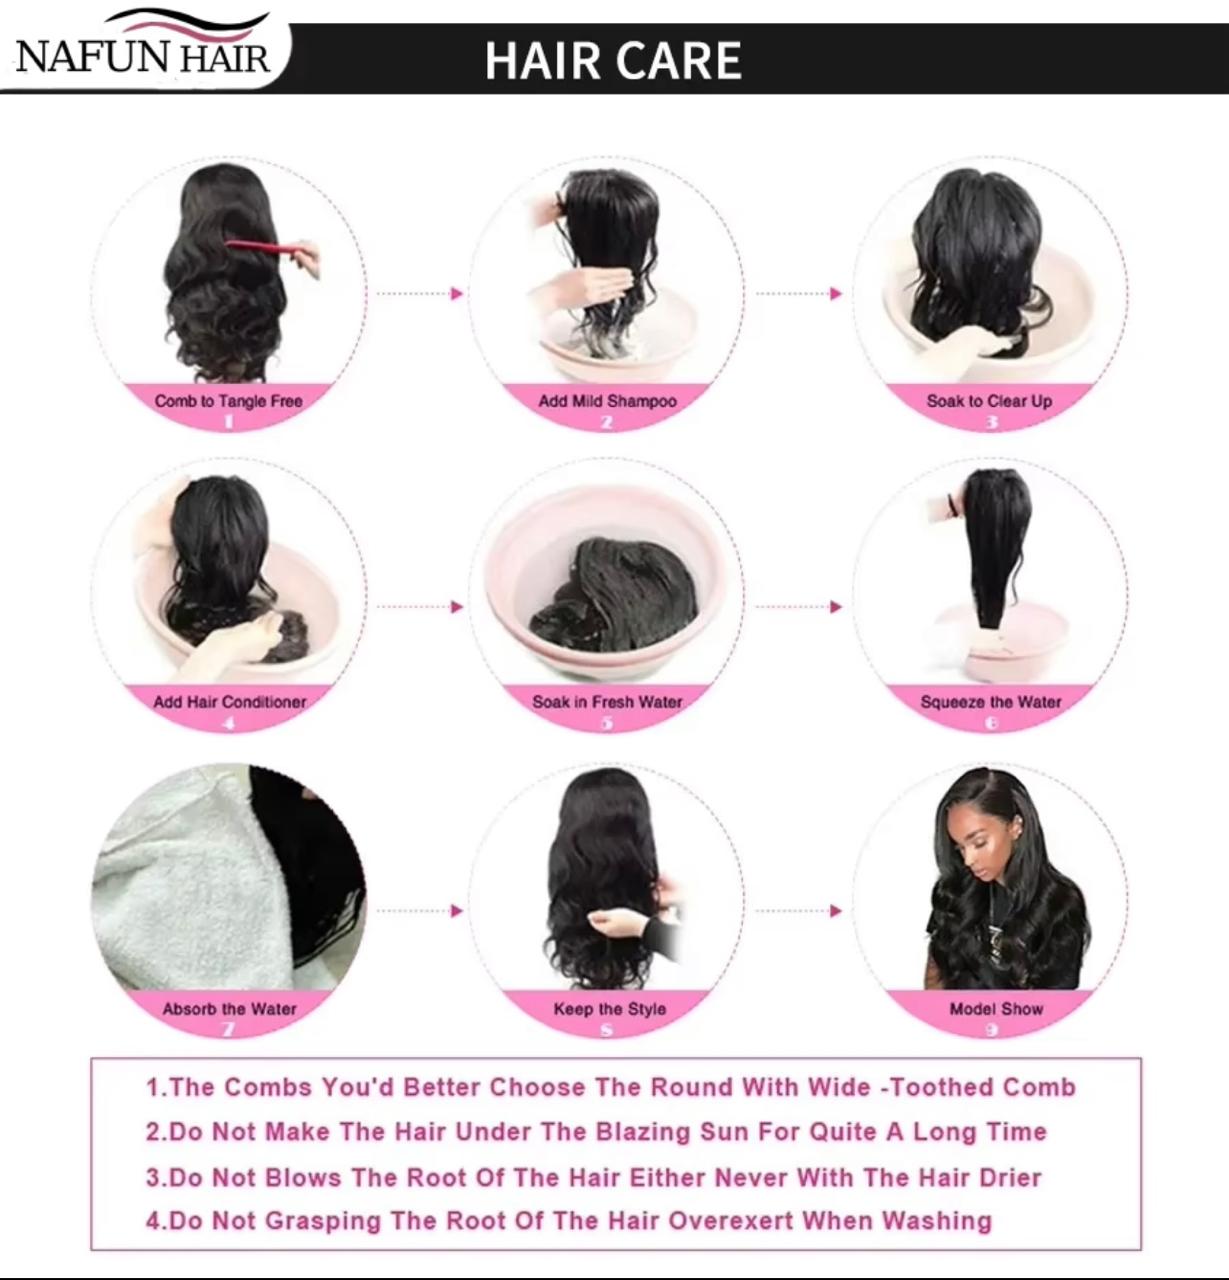 NAFUN HAIR
HAIR CARE
Comb to Tangle Free
1
Add Mild Shampoo
2
Soak to Clear Up
3
Add Hair Conditioner
4
Soak in Fresh Water
5
Squeeze the Water
6
Absorb the Water
7
Keep the Style
8
Model Show
9
1.The Combs You'd Better Choose The Round With Wide -Toothed Comb
2.Do Not Make The Hair Under The Blazing Sun For Quite A Long Time
3.Do Not Blows The Root Of The Hair Either Never With The Hair Drier
4.Do Not Grasping The Root Of The Hair Overexert When Washing